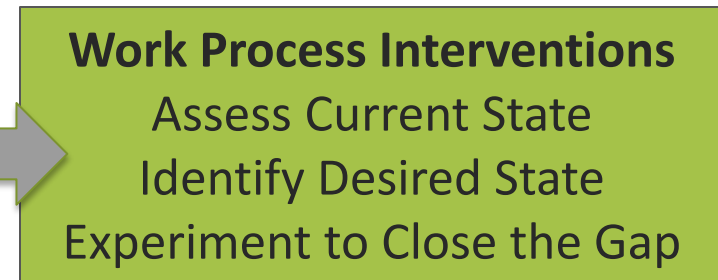 Work Process Interventions
Assess Current State
Identify Desired State
Experiment to Close the Gap